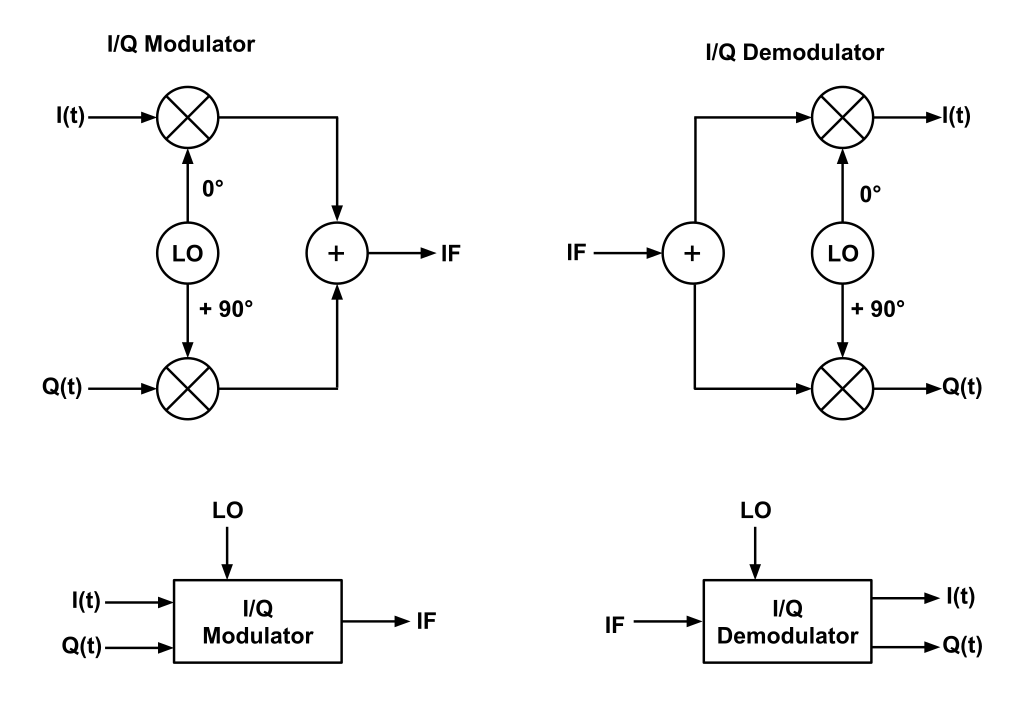 I/Q Modulator
I(t)
0°
LO
+
IF
+ 90°
Q(t)
I/Q Demodulator
I(t)
0°
IF
+
LO
+ 90°
Q(t)
LO
I(t)
Q(t)
I/Q
Modulator
IF
LO
IF
I/Q
Demodulator
I(t)
Q(t)